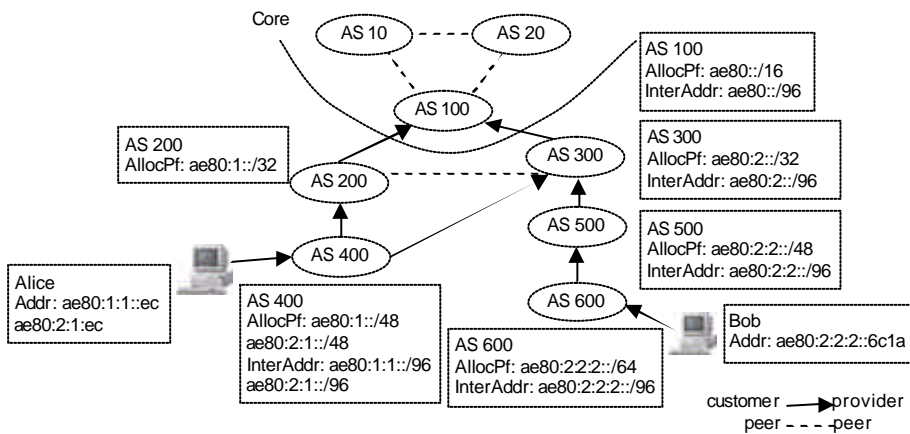 Core
AS 10
AS 20
AS 100
AS 100
AllocPf: ae80::/16
InterAddr: ae80::/96
AS 200
AllocPf: ae80:1::/32
AS 200
AS 300
AS 300
AllocPf: ae80:2::/32
InterAddr: ae80:2::/96
AS 400
AS 500
AS 500
AllocPf: ae80:2:2::/48
InterAddr: ae80:2:2::/96
Alice
Addr: ae80:1:1::ec
ae80:2:1:ec
AS 400
AllocPf: ae80:1::/48
ae80:2:1::/48
InterAddr: ae80:1:1::/96
ae80:2:1::/96
AS 600
AS 600
AllocPf: ae80:2:2:2::/64
InterAddr: ae80:2:2:2::/96
Bob
Addr: ae80:2:2:2::6c1a
customer provider
peer peer